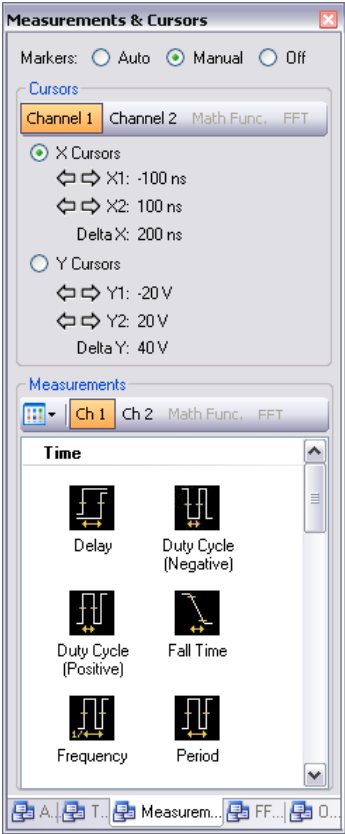 Measurements & Cursors
Markers: Auto Manual Off
Cursors
Channel 1 Channel 2 Math Func. FFT
X Cursors
X1: -100 ns
X2: 100 ns
Delta X: 200 ns
Y Cursors
Y1: -20 V
Y2: 20 V
Delta Y: 40 V
Measurements
Ch 1 Ch 2 Math Func. FFT
Time
Delay
Duty Cycle (Negative)
Duty Cycle (Positive)
Fall Time
Frequency
Period
A... T... Measurem... FF... O...